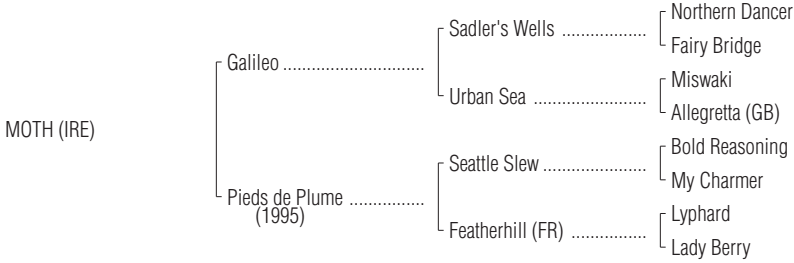 Northern Dancer
Sadler's Wells ..................
Fairy Bridge
Galileo .............................
Miswaki
Urban Sea ........................
Allegretta (GB)
MOTH (IRE)
Bold Reasoning
Seattle Slew ......................
My Charmer
Pieds de Plume ................
(1995)
Lyphard
Featherhill (FR) ................
Lady Berry